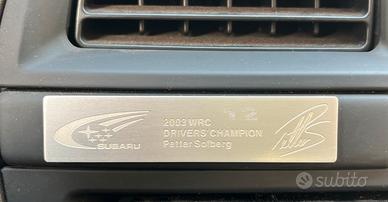 2003 WRC
DRIVERS' CHAMPION
Petter Solberg
SUBARU
subito